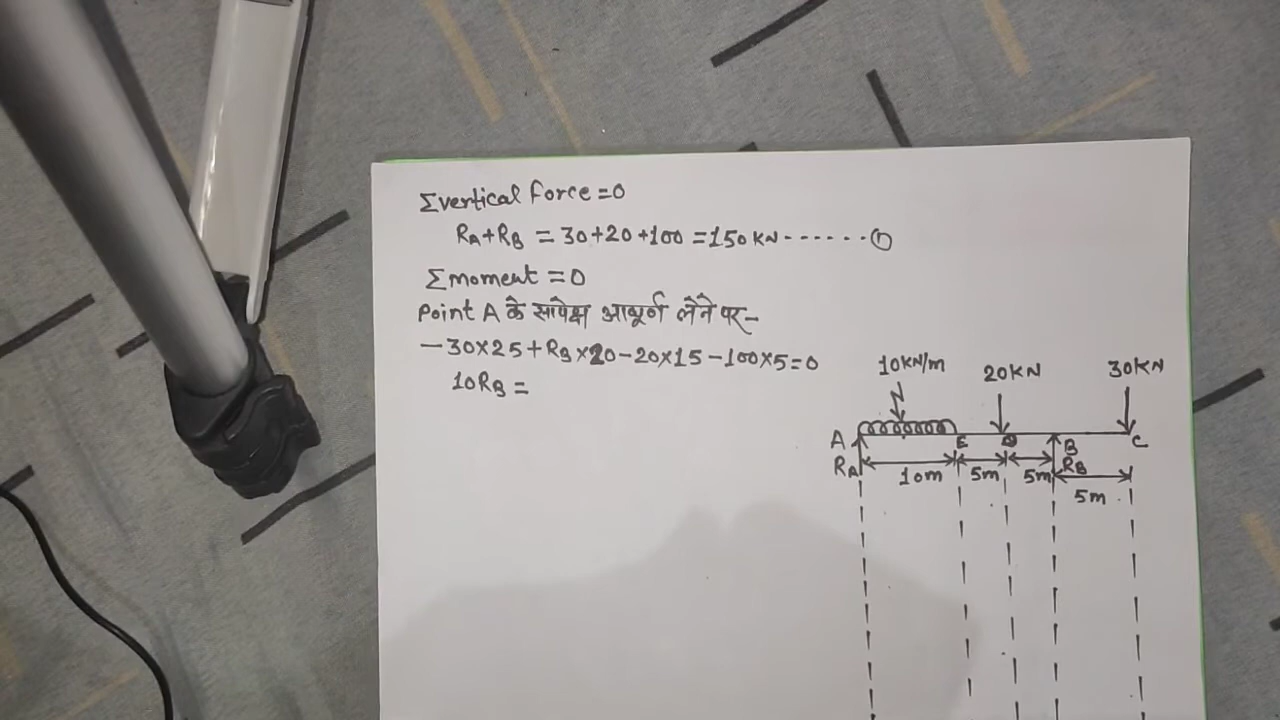 Σvertical force=0
RA+RB = 30+20+100 =150 KN------①
Σmoment =0
Point A के सापेक्ष आघूर्ण लेने पर-
-30×25+RB×20-20×15-100×5=0
10RB =
10KN/m
20KN
30KN
A
E
D
B
C
RA
10m
5m
5m
RB
5m